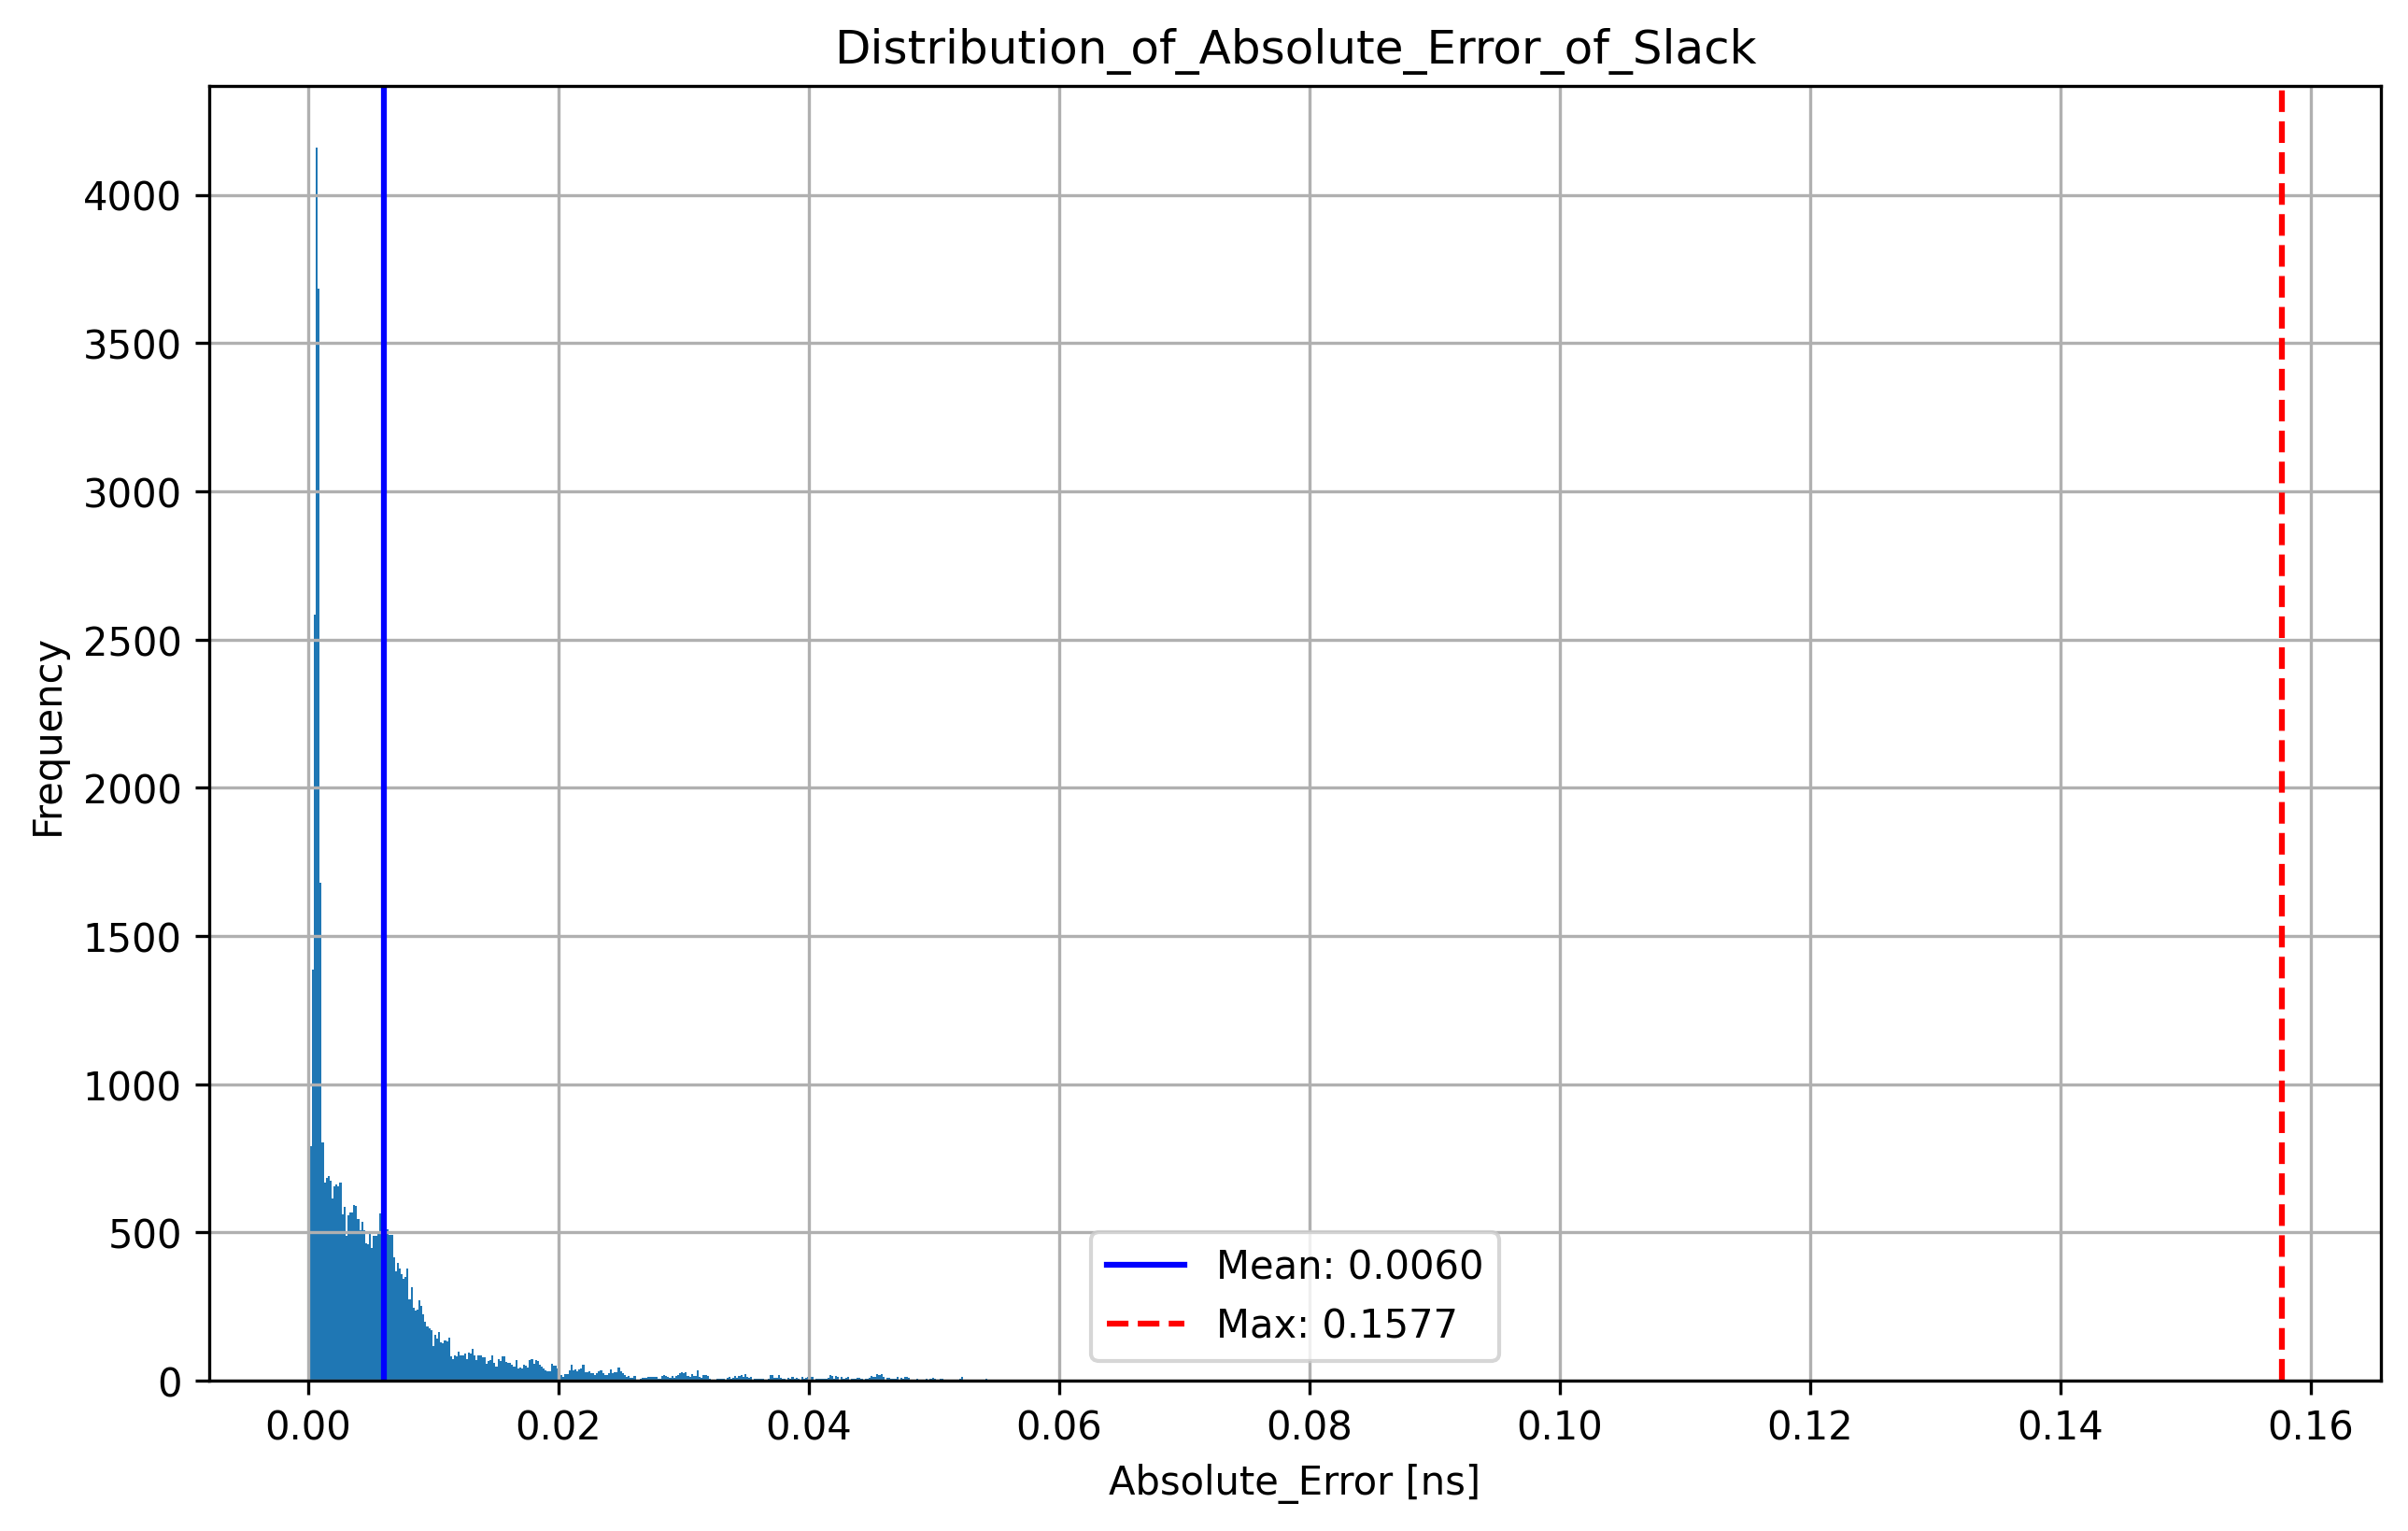 Distribution_of_Absolute_Error_of_Slack
Frequency
4000
3500
3000
2500
2000
1500
1000
500
0
Mean: 0.0060
Max: 0.1577
0.00 0.02 0.04 0.06 0.08 0.10 0.12 0.14 0.16
Absolute_Error [ns]